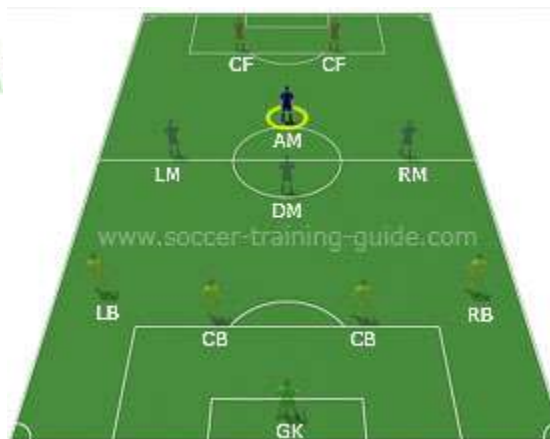 CF CF
AM
LM RM
DM
www.soccer-training-guide.com
LB RB
CB CB
GK